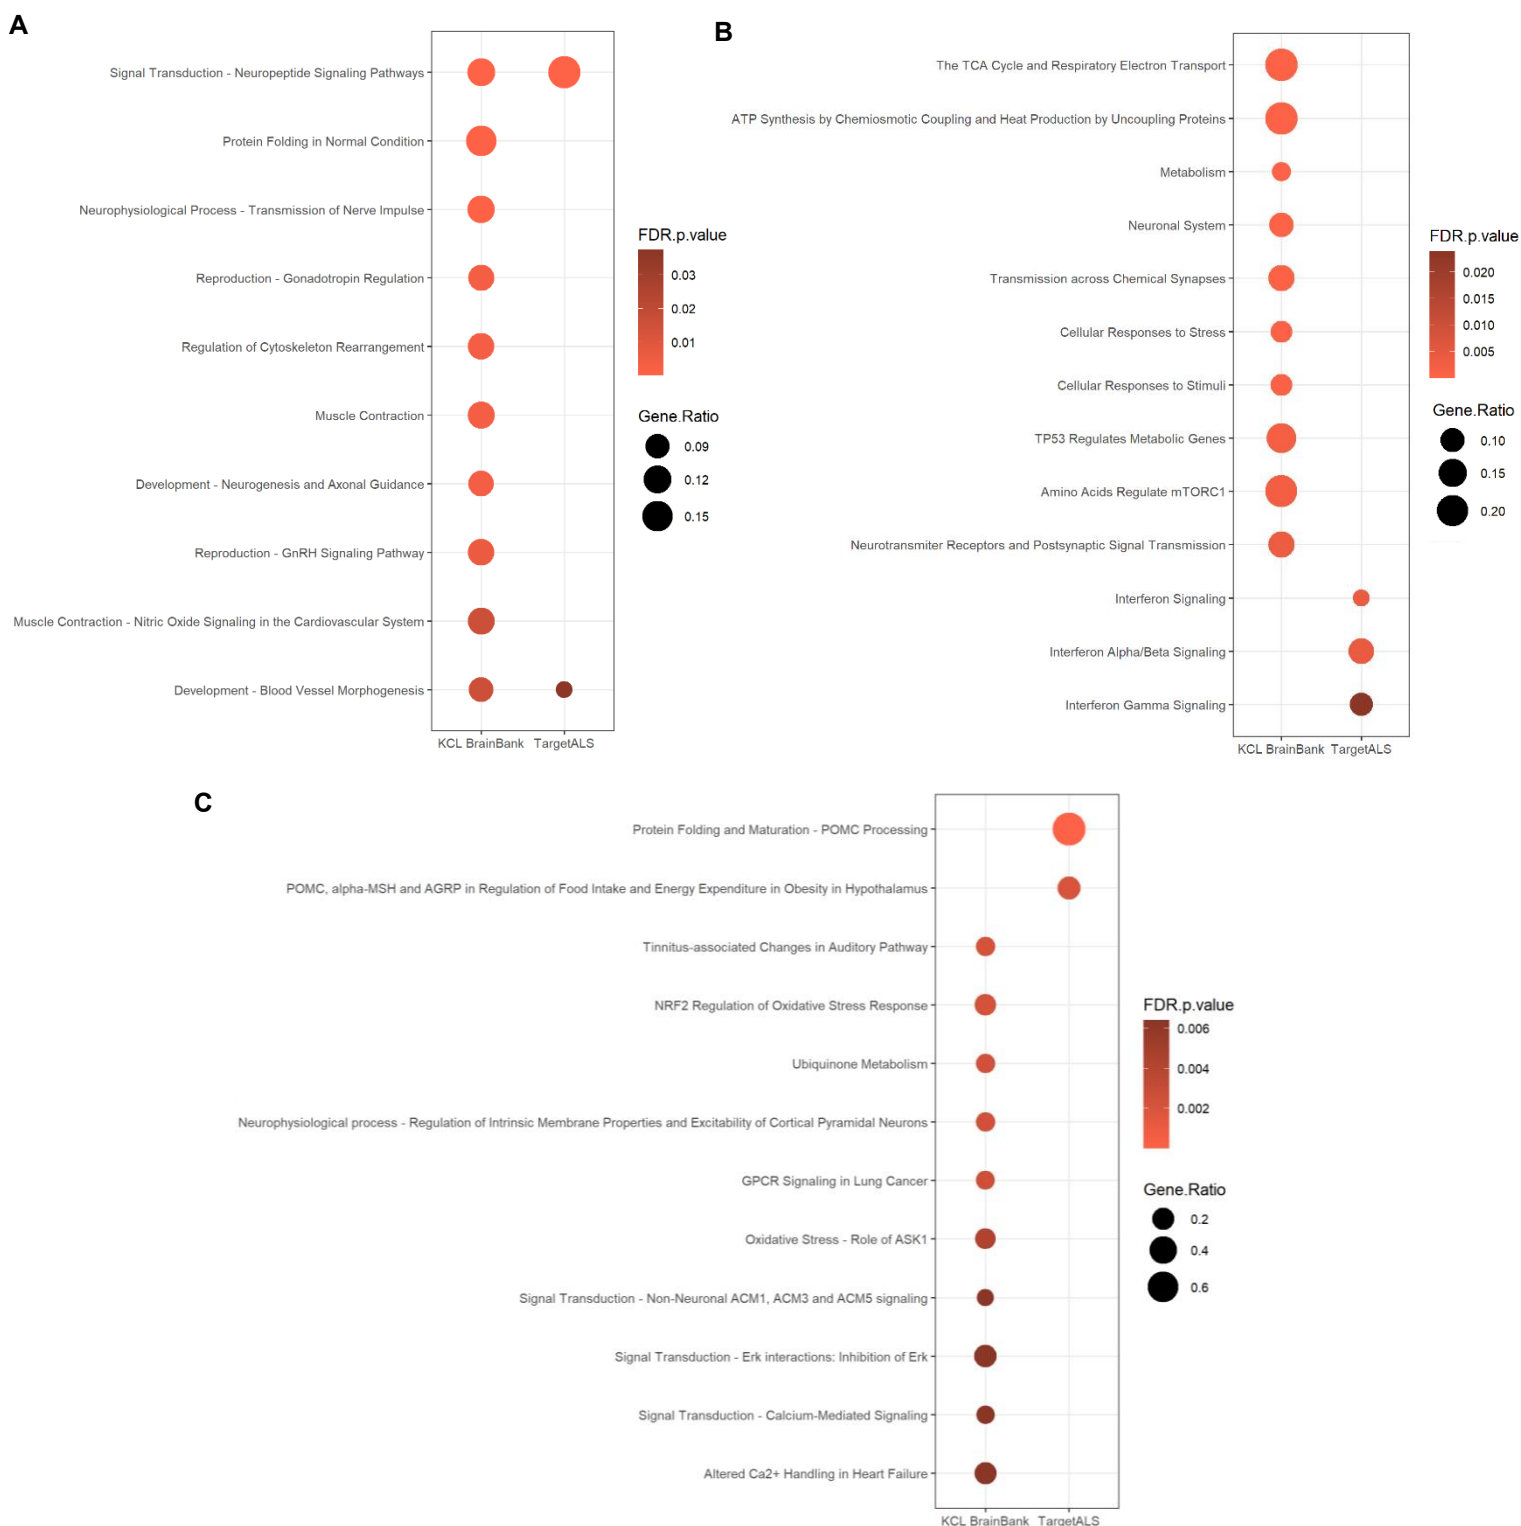 A
Signal Transduction - Neuropeptide Signaling Pathways
Protein Folding in Normal Condition
Neurophysiological Process - Transmission of Nerve Impulse
Reproduction - Gonadotropin Regulation
Regulation of Cytoskeleton Rearrangement
Muscle Contraction
Development - Neurogenesis and Axonal Guidance
Reproduction - GnRH Signaling Pathway
Muscle Contraction - Nitric Oxide Signaling in the Cardiovascular System
Development - Blood Vessel Morphogenesis
KCL BrainBank TargetALS
FDR.p.value
0.03
0.02
0.01
Gene.Ratio
0.09
0.12
0.15
B
The TCA Cycle and Respiratory Electron Transport
ATP Synthesis by Chemiosmotic Coupling and Heat Production by Uncoupling Proteins
Metabolism
Neuronal System
Transmission across Chemical Synapses
Cellular Responses to Stress
Cellular Responses to Stimuli
TP53 Regulates Metabolic Genes
Amino Acids Regulate mTORC1
Neurotransmiter Receptors and Postsynaptic Signal Transmission
Interferon Signaling
Interferon Alpha/Beta Signaling
Interferon Gamma Signaling
KCL BrainBank TargetALS
FDR.p.value
0.020
0.015
0.010
0.005
Gene.Ratio
0.10
0.15
0.20
C
Protein Folding and Maturation - POMC Processing
POMC, alpha-MSH and AGRP in Regulation of Food Intake and Energy Expenditure in Obesity in Hypothalamus
Tinnitus-associated Changes in Auditory Pathway
NRF2 Regulation of Oxidative Stress Response
Ubiquinone Metabolism
Neurophysiological process - Regulation of Intrinsic Membrane Properties and Excitability of Cortical Pyramidal Neurons
GPCR Signaling in Lung Cancer
Oxidative Stress - Role of ASK1
Signal Transduction - Non-Neuronal ACM1, ACM3 and ACM5 signaling
Signal Transduction - Erk interactions: Inhibition of Erk
Signal Transduction - Calcium-Mediated Signaling
Altered Ca2+ Handling in Heart Failure
KCL BrainBank TargetALS
FDR.p.value
0.006
0.004
0.002
Gene.Ratio
0.2
0.4
0.6